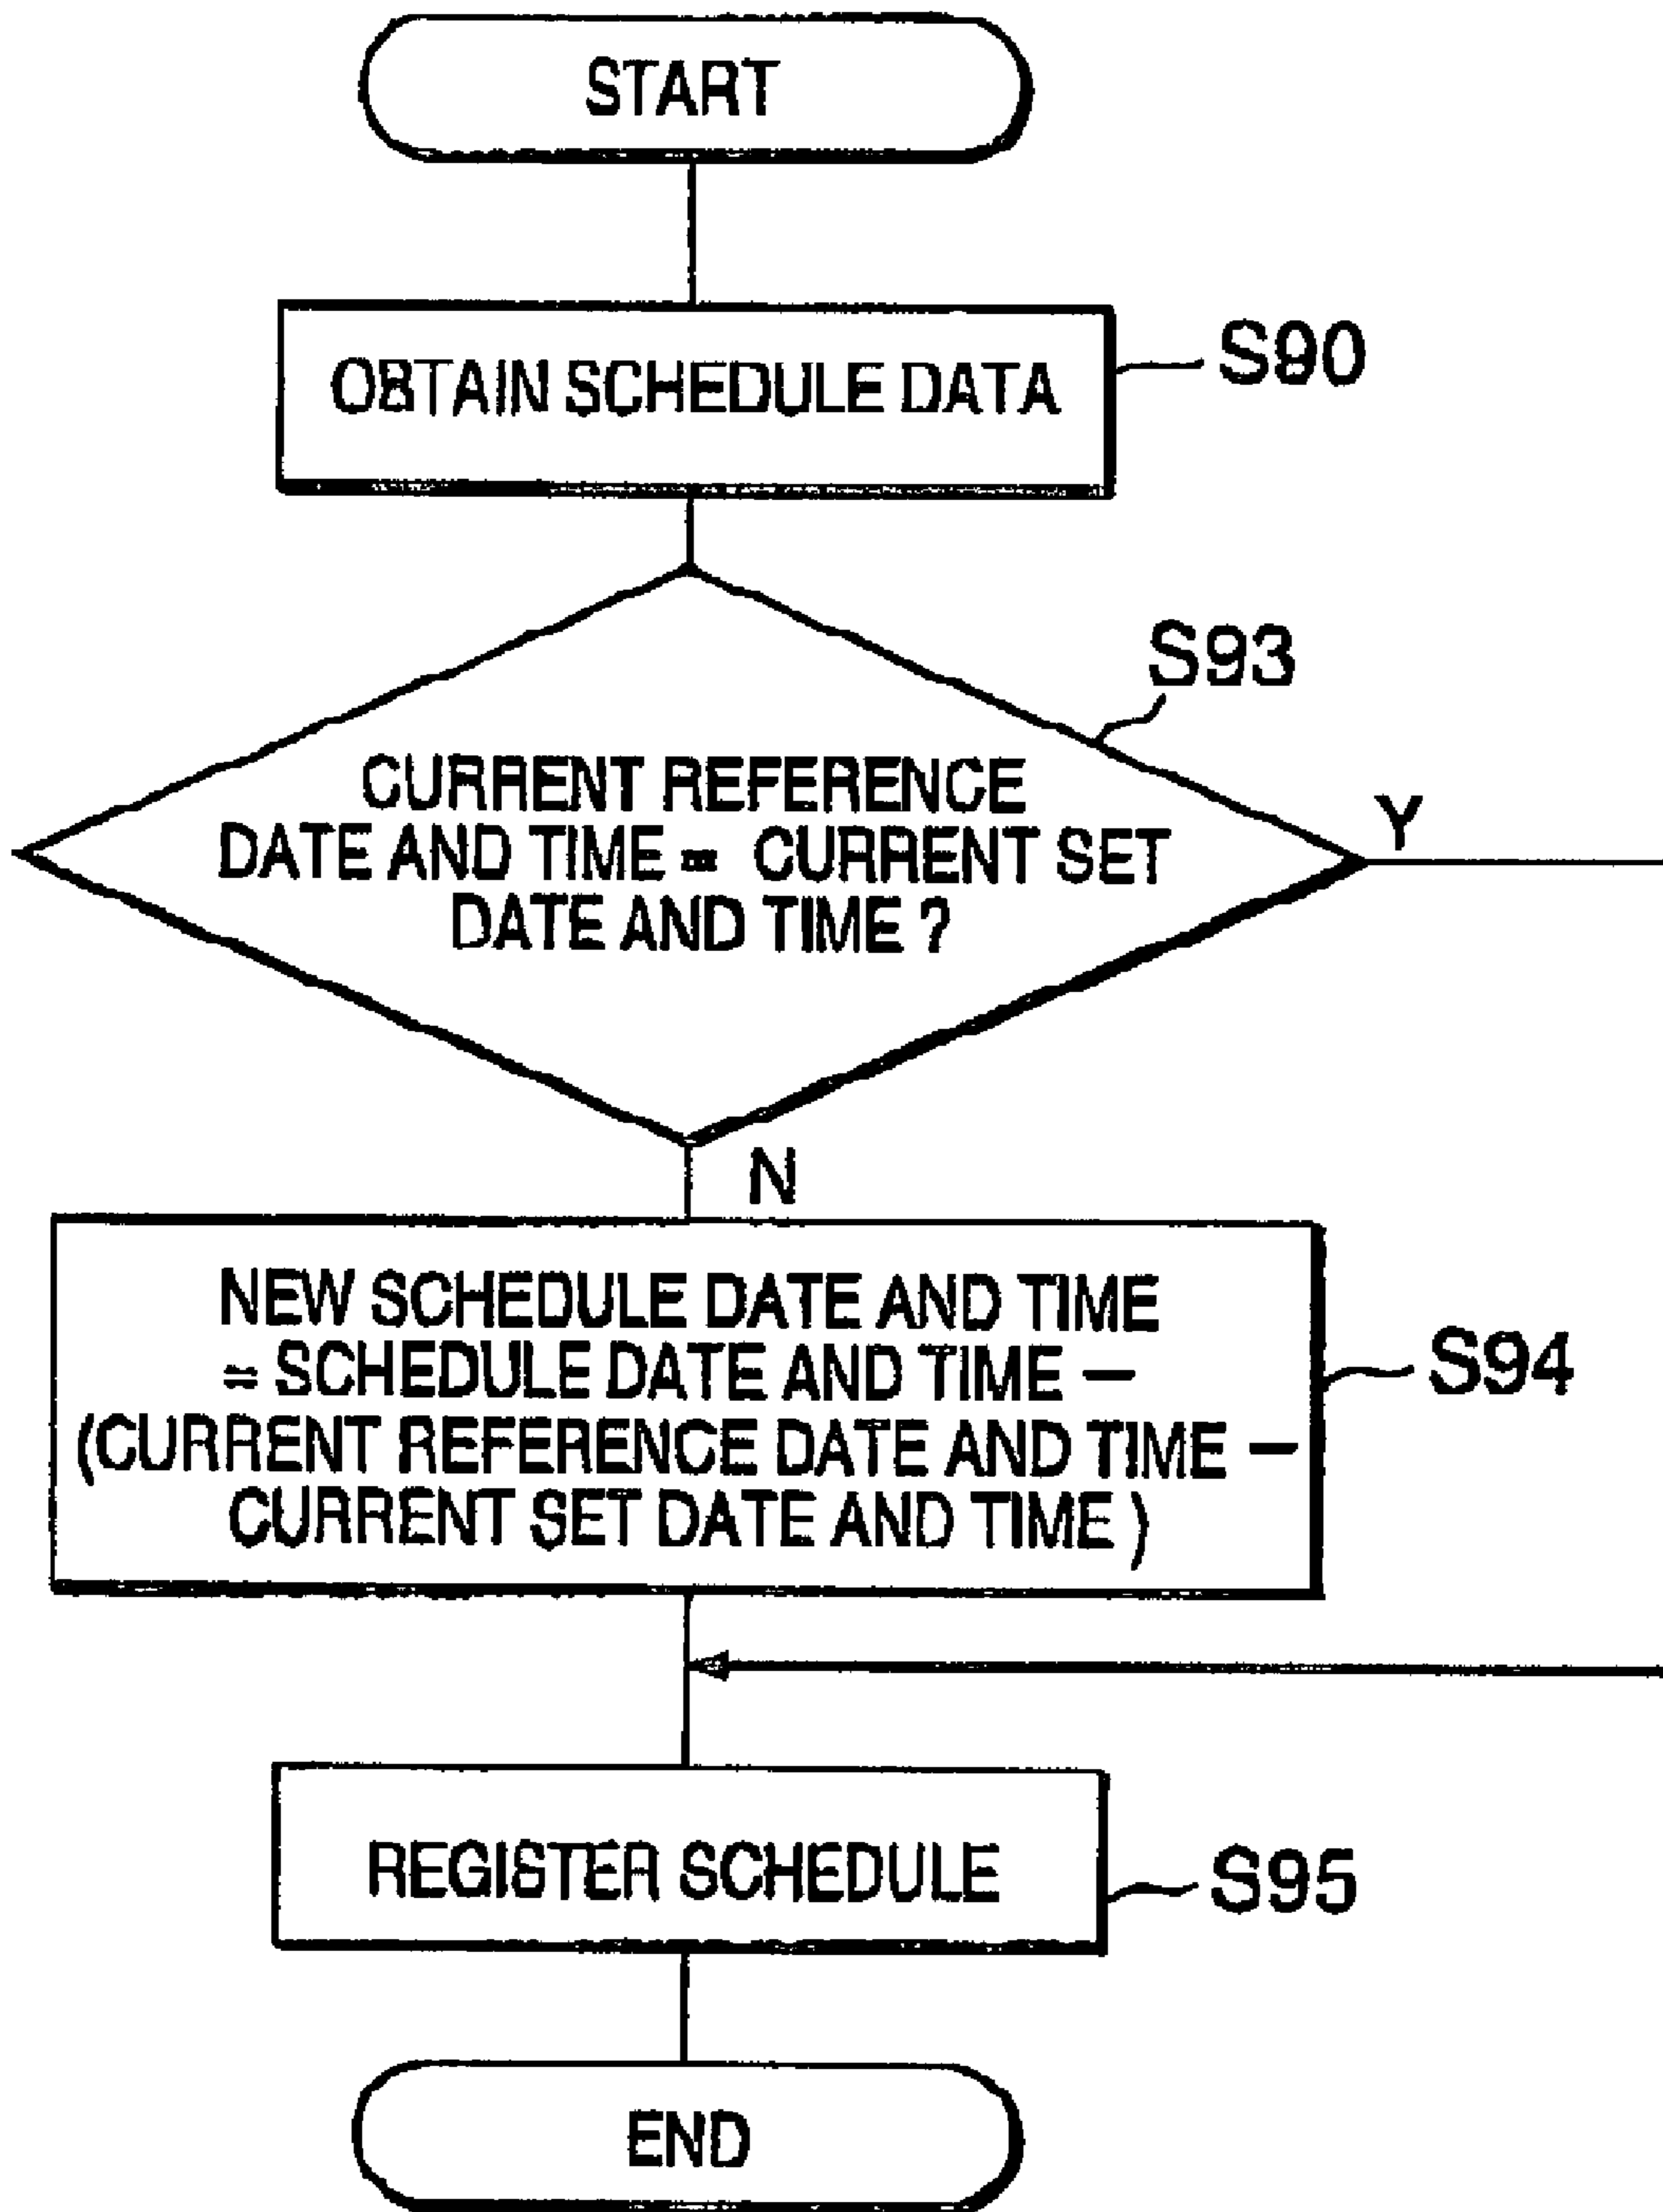 START
OBTAIN SCHEDULE DATA
S90
S93
CURRENT REFERENCE
DATE AND TIME = CURRENT SET
DATE AND TIME ?
Y
N
NEW SCHEDULE DATE AND TIME
= SCHEDULE DATE AND TIME —
(CURRENT REFERENCE DATE AND TIME —
CURRENT SET DATE AND TIME )
S94
REGISTER SCHEDULE
S95
END